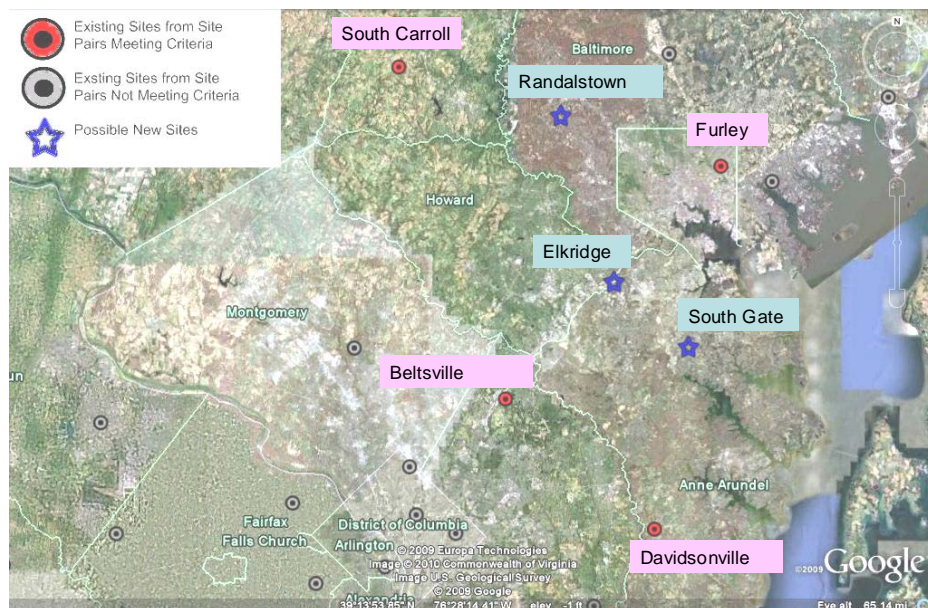 Existing Sites from Site
Pairs Meeting Criteria
Exsting Sites from Site
Pairs Not Meeting Criteria
Possible New Sites
South Carroll
Baltimore
N
Randalstown
Furley
Howard
Elkridge
Montgomery
South Gate
Beltsville
un
Anne Arundel
Fairfax
Falls Church
District of Columbia
Arlington
Alexandria
Davidsonville
© 2009 Europa Technologies
Image © 2010 Commonwealth of Virginia
Image U.S. Geological Survey
© 2009 Google
©2009 Google
39°13'53.85" N 76°28'14.41" W elev -1 ft
Eye alt 65.14 mi